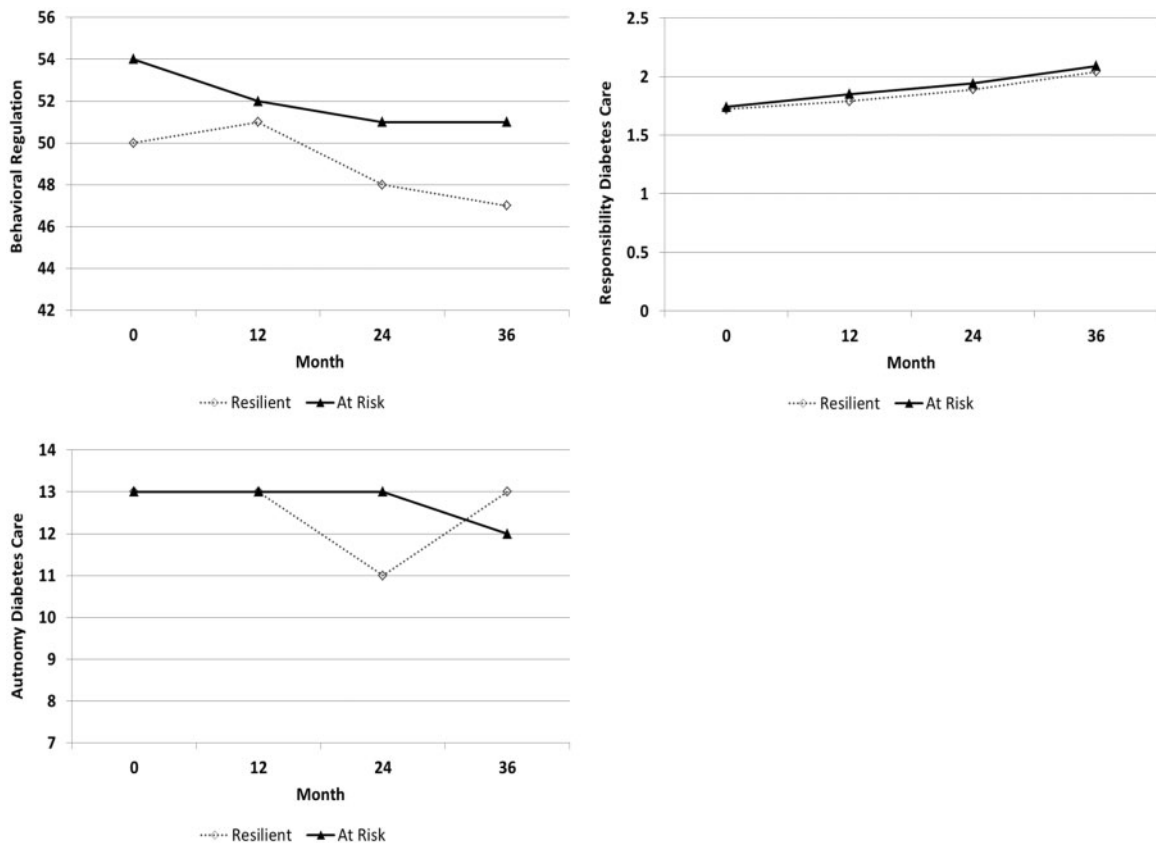 Behavioral Regulation
56
54
52
50
48
46
44
42
0 12 24 36
Month
Resilient At Risk
Responsibility Diabetes Care
2.5
2
1.5
1
0.5
0
0 12 24 36
Month
Resilient At Risk
Autnomy Diabetes Care
14
13
12
11
10
9
8
7
0 12 24 36
Month
Resilient At Risk